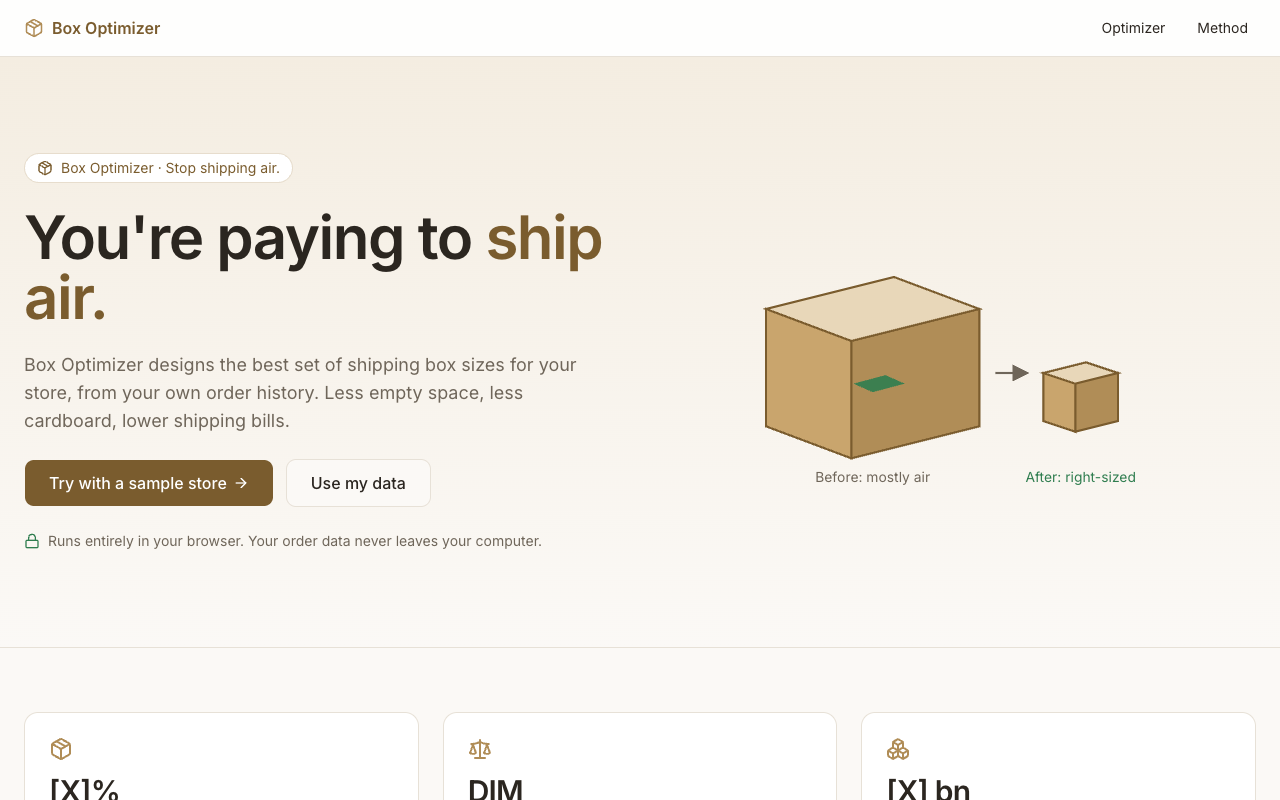 Box Optimizer
Optimizer
Method
Box Optimizer · Stop shipping air.
You're paying to ship
air.
Box Optimizer designs the best set of shipping box sizes for your
store, from your own order history. Less empty space, less
cardboard, lower shipping bills.
Try with a sample store →
Use my data
Runs entirely in your browser. Your order data never leaves your computer.
Before: mostly air
After: right-sized
[X]%
DIM
[X] bn